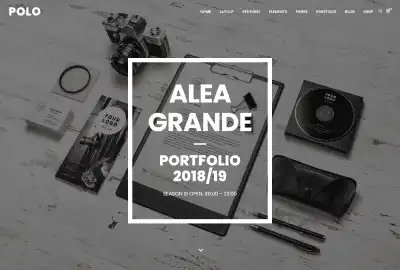 POLO
HOME LAYOUT FEATURES ELEMENTS PAGES PORTFOLIO BLOG SHOP
ALEA
GRANDE
PORTFOLIO
2018/19
SEASON IS OPEN, 20:00 - 23:00
YOUR
LOGO
YOUR
LOGO